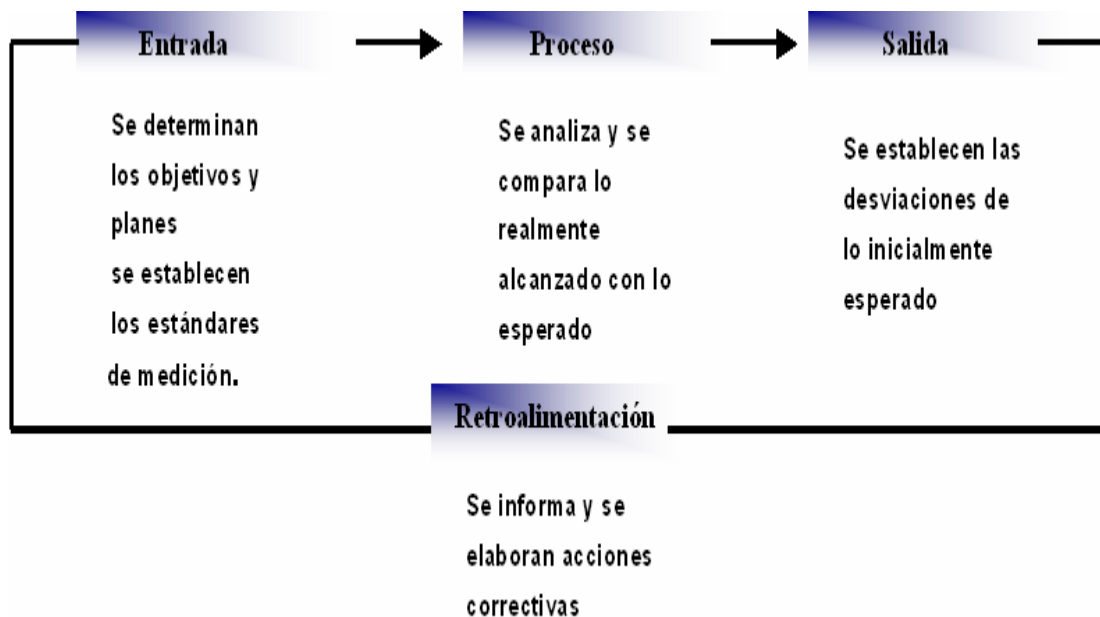 Entrada
Se determinan
los objetivos y
planes
se establecen
los estándares
de medición.
Proceso
Se analiza y se
compara lo
realmente
alcanzado con lo
esperado
Salida
Se establecen las
desviaciones de
lo inicialmente
esperado
Retroalimentación
Se informa y se
elaboran acciones
correctivas